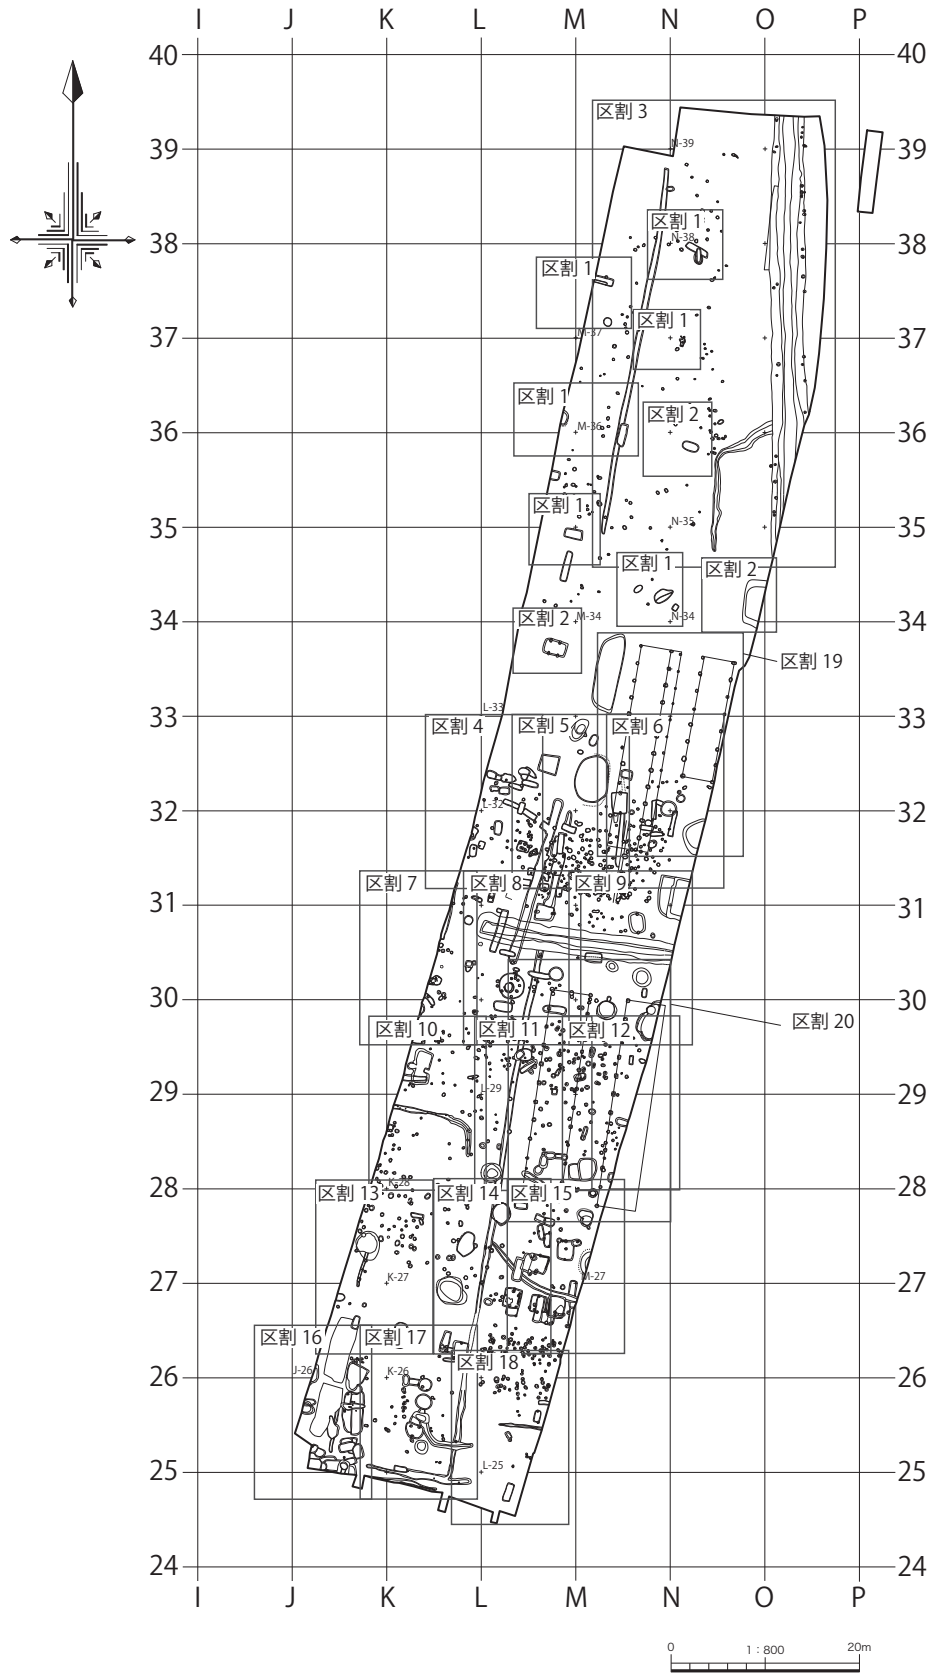 I J K L M N O P
40 40
区割 3
39 N-39 39
区割 1
38 N-38 38
区割 1
区割 1
37 M-37 37
区割 1
区割 2
36 M-36 36
区割 1
35 N-35 35
区割 1
区割 2
34 区割 2 M-34 N-34 34
区割 19
33 L-33 33
区割 4 区割 5 区割 6
32 L-32 32
区割 7 区割 8 区割 9
31 31
30 30
区割 20
区割 10 区割 11 区割 12
29 L-29 29
28 K-28 28
区割 13 区割 14 区割 15
27 K-27 M-27 27
区割 16 区割 17
区割 18
26 J-26 K-26 26
25 L-25 25
24 24
I J K L M N O P
0 1:800 20m